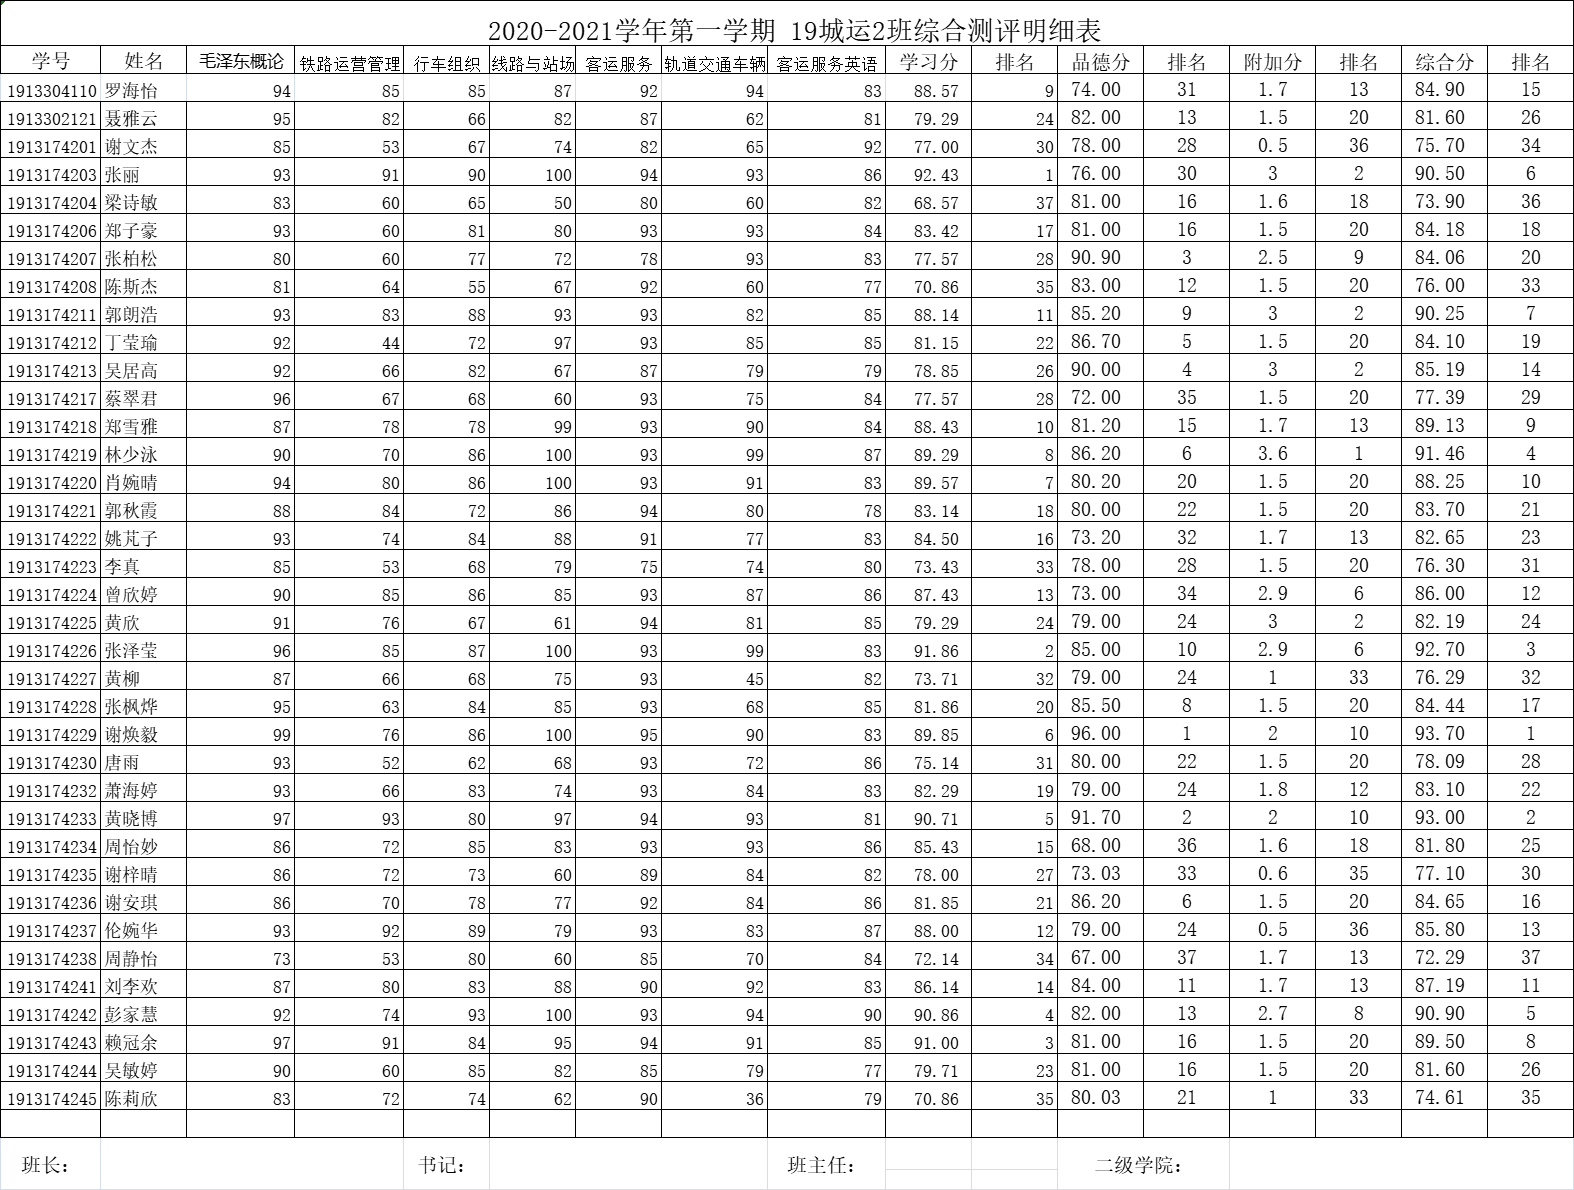 2020-2021学年第一学期 19城运2班综合测评明细表
学号 姓名 毛泽东概论 铁路运营管理 行车组织 线路与站场 客运服务 轨道交通车辆 客运服务英语 学习分 排名 品德分 排名 附加分 排名 综合分 排名
1913304110 罗海怡 94 85 85 87 92 94 83 88.57 9 74.00 31 1.7 13 84.90 15
1913302121 聂雅云 95 82 66 82 87 62 81 79.29 24 82.00 13 1.5 20 81.60 26
1913174201 谢文杰 85 53 67 74 82 65 92 77.00 30 78.00 28 0.5 36 75.70 34
1913174203 张丽 93 91 90 100 94 93 86 92.43 1 76.00 30 3 2 90.50 6
1913174204 梁诗敏 83 60 65 50 80 60 82 68.57 37 81.00 16 1.6 18 73.90 36
1913174206 郑子豪 93 60 81 80 93 93 84 83.42 17 81.00 16 1.5 20 84.18 18
1913174207 张柏松 80 60 77 72 78 93 83 77.57 28 90.90 3 2.5 9 84.06 20
1913174208 陈斯杰 81 64 55 67 92 60 77 70.86 35 83.00 12 1.5 20 76.00 33
1913174211 郭朗浩 93 83 88 93 93 82 85 88.14 11 85.20 9 3 2 90.25 7
1913174212 丁莹瑜 92 44 72 97 93 85 85 81.15 22 86.70 5 1.5 20 84.10 19
1913174213 吴居高 92 66 82 67 87 79 79 78.85 26 90.00 4 3 2 85.19 14
1913174217 蔡翠君 96 67 68 60 93 75 84 77.57 28 72.00 35 1.5 20 77.39 29
1913174218 郑雪雅 87 78 78 99 93 90 84 88.43 10 81.20 15 1.7 13 89.13 9
1913174219 林少泳 90 70 86 100 93 99 87 89.29 8 86.20 6 3.6 1 91.46 4
1913174220 肖婉晴 94 80 86 100 93 91 83 89.57 7 80.20 20 1.5 20 88.25 10
1913174221 郭秋霞 88 84 72 86 94 80 78 83.14 18 80.00 22 1.5 20 83.70 21
1913174222 姚芃子 93 74 84 88 91 77 83 84.50 16 73.20 32 1.7 13 82.65 23
1913174223 李真 85 53 68 79 75 74 80 73.43 33 78.00 28 1.5 20 76.30 31
1913174224 曾欣婷 90 85 86 85 93 87 86 87.43 13 73.00 34 2.9 6 86.00 12
1913174225 黄欣 91 76 67 61 94 81 85 79.29 24 79.00 24 3 2 82.19 24
1913174226 张泽莹 96 85 87 100 93 99 83 91.86 2 85.00 10 2.9 6 92.70 3
1913174227 黄柳 87 66 68 75 93 45 82 73.71 32 79.00 24 1 33 76.29 32
1913174228 张枫烨 95 63 84 85 93 68 85 81.86 20 85.50 8 1.5 20 84.44 17
1913174229 谢焕毅 99 76 86 100 95 90 83 89.85 6 96.00 1 2 10 93.70 1
1913174230 唐雨 93 52 62 68 93 72 86 75.14 31 80.00 22 1.5 20 78.09 28
1913174232 萧海婷 93 66 83 74 93 84 83 82.29 19 79.00 24 1.8 12 83.10 22
1913174233 黄晓博 97 93 80 97 94 93 81 90.71 5 91.70 2 2 10 93.00 2
1913174234 周怡妙 86 72 85 83 93 93 86 85.43 15 68.00 36 1.6 18 81.80 25
1913174235 谢梓晴 86 72 73 60 89 84 82 78.00 27 73.03 33 0.6 35 77.10 30
1913174236 谢安琪 86 70 78 77 92 84 86 81.85 21 86.20 6 1.5 20 84.65 16
1913174237 伦婉华 93 92 89 79 93 83 87 88.00 12 79.00 24 0.5 36 85.80 13
1913174238 周静怡 73 53 80 60 85 70 84 72.14 34 67.00 37 1.7 13 72.29 37
1913174241 刘李欢 87 80 83 88 90 92 83 86.14 14 84.00 11 1.7 13 87.19 11
1913174242 彭家慧 92 74 93 100 93 94 90 90.86 4 82.00 13 2.7 8 90.90 5
1913174243 赖冠余 97 91 84 95 94 91 85 91.00 3 81.00 16 1.5 20 89.50 8
1913174244 吴敏婷 90 60 85 82 85 79 77 79.71 23 81.00 16 1.5 20 81.60 26
1913174245 陈莉欣 83 72 74 62 90 36 79 70.86 35 80.03 21 1 33 74.61 35
班长： 书记： 班主任： 二级学院：